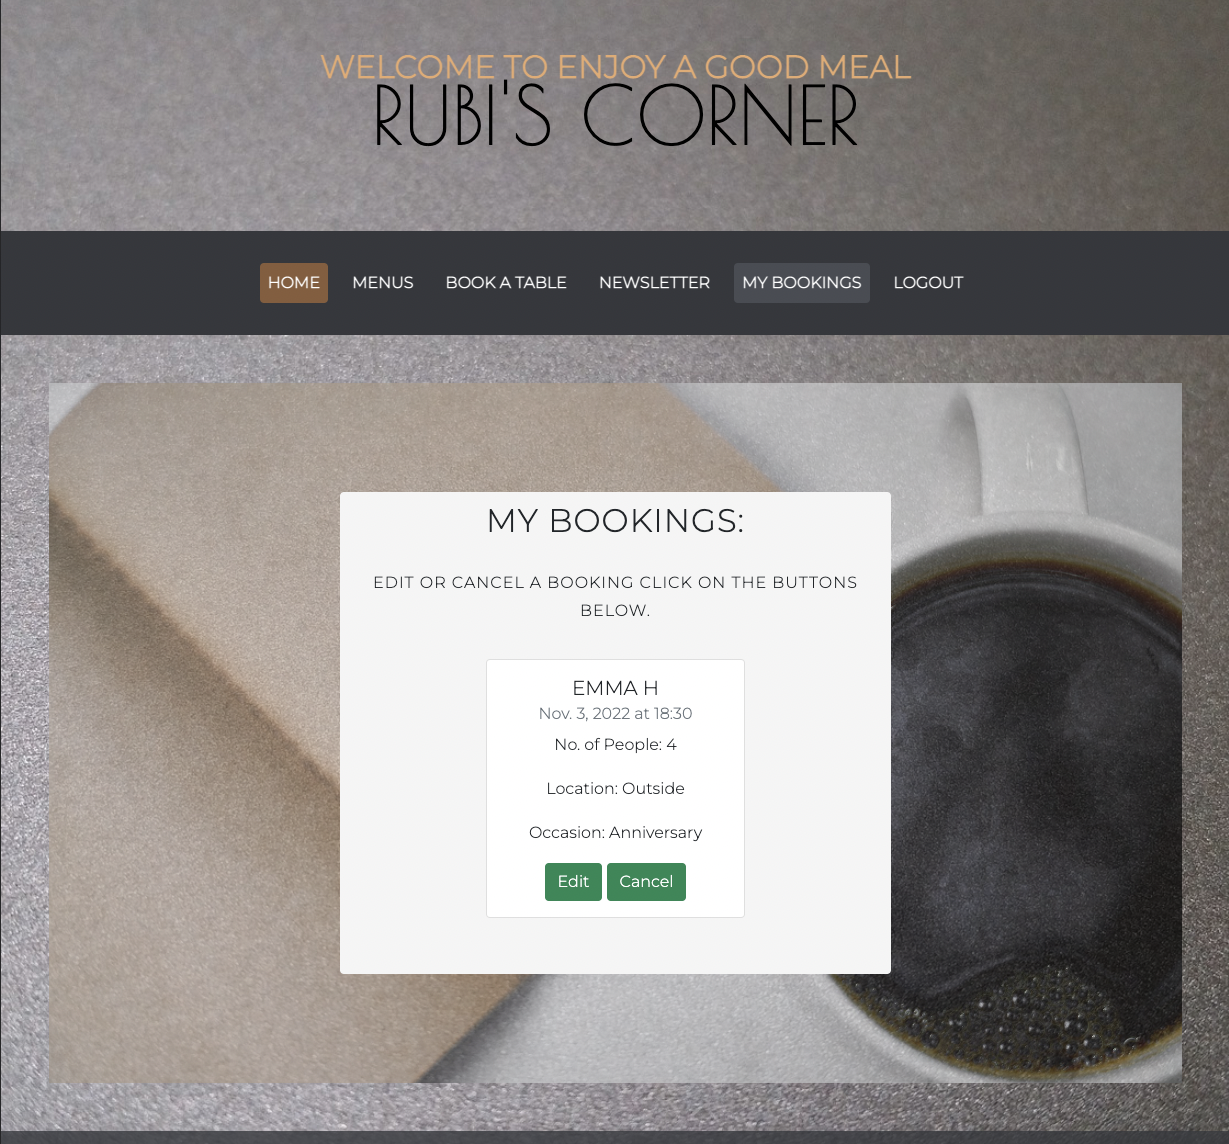 WELCOME TO ENJOY A GOOD MEAL
RUBI'S CORNER
HOME MENUS BOOK A TABLE NEWSLETTER MY BOOKINGS LOGOUT
MY BOOKINGS:
EDIT OR CANCEL A BOOKING CLICK ON THE BUTTONS
BELOW.
EMMA H
Nov. 3, 2022 at 18:30
No. of People: 4
Location: Outside
Occasion: Anniversary
Edit Cancel